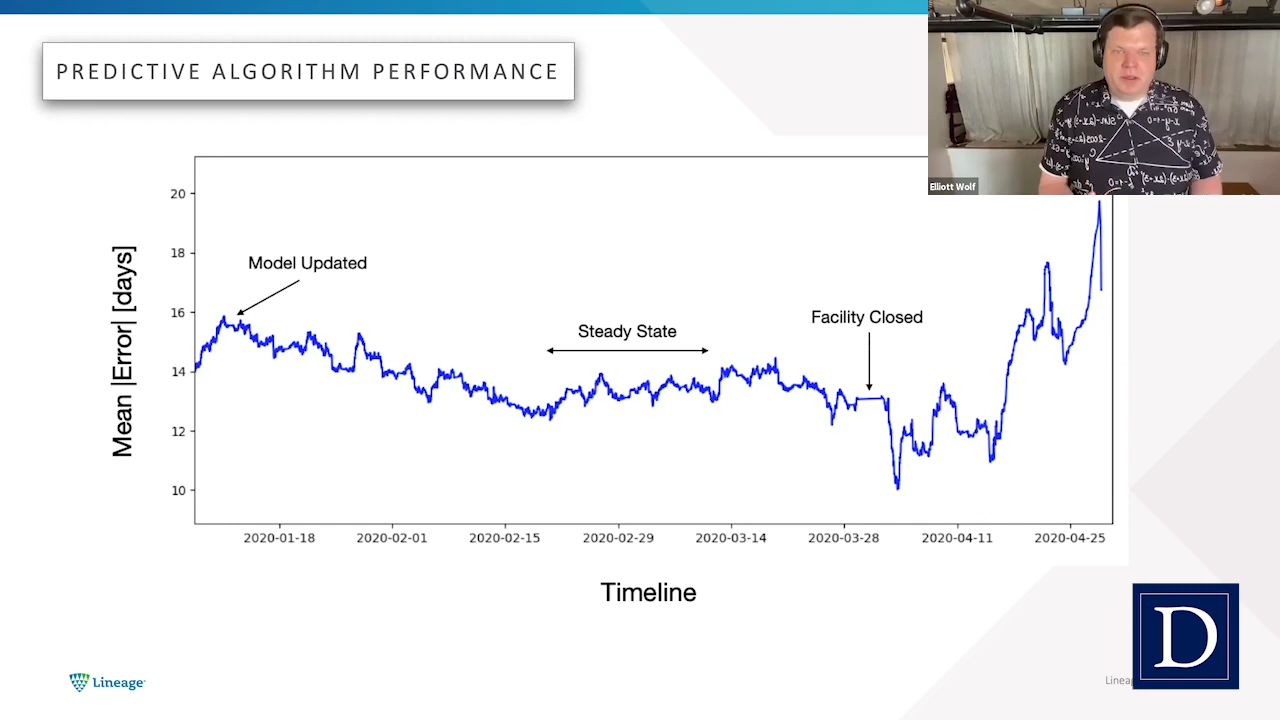 PREDICTIVE ALGORITHM PERFORMANCE
Elliott Wolf
Mean |Error| [days]
20
18
16
14
12
10
Model Updated
Steady State
Facility Closed
2020-01-18
2020-02-01
2020-02-15
2020-02-29
2020-03-14
2020-03-28
2020-04-11
2020-04-25
Timeline
Lineage
D